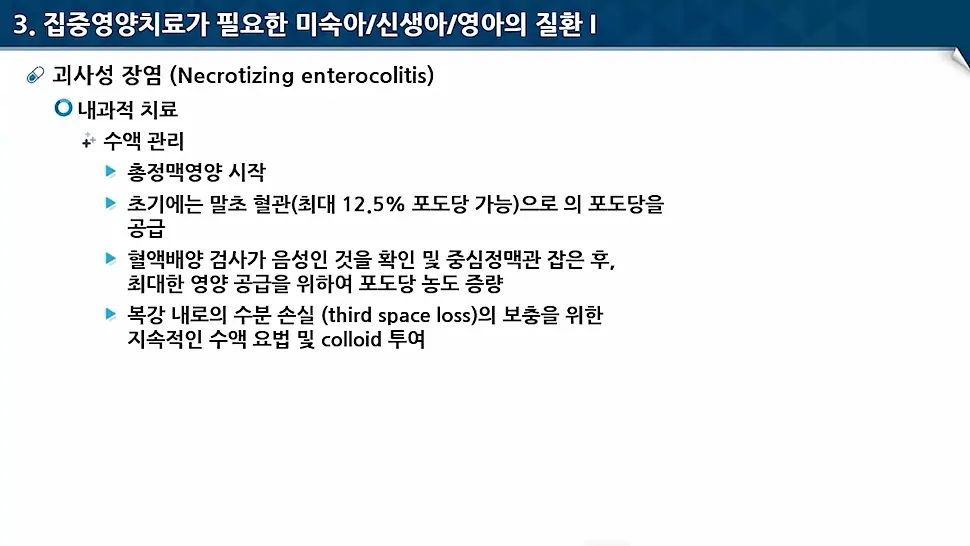 3. 집중영양치료가 필요한 미숙아/신생아/영아의 질환 I
괴사성 장염 (Necrotizing enterocolitis)
내과적 치료
수액 관리
총정맥영양 시작
초기에는 말초 혈관(최대 12.5% 포도당 가능)으로 의 포도당을
공급
혈액배양 검사가 음성인 것을 확인 및 중심정맥관 잡은 후,
최대한 영양 공급을 위하여 포도당 농도 증량
복강 내로의 수분 손실 (third space loss)의 보충을 위한
지속적인 수액 요법 및 colloid 투여